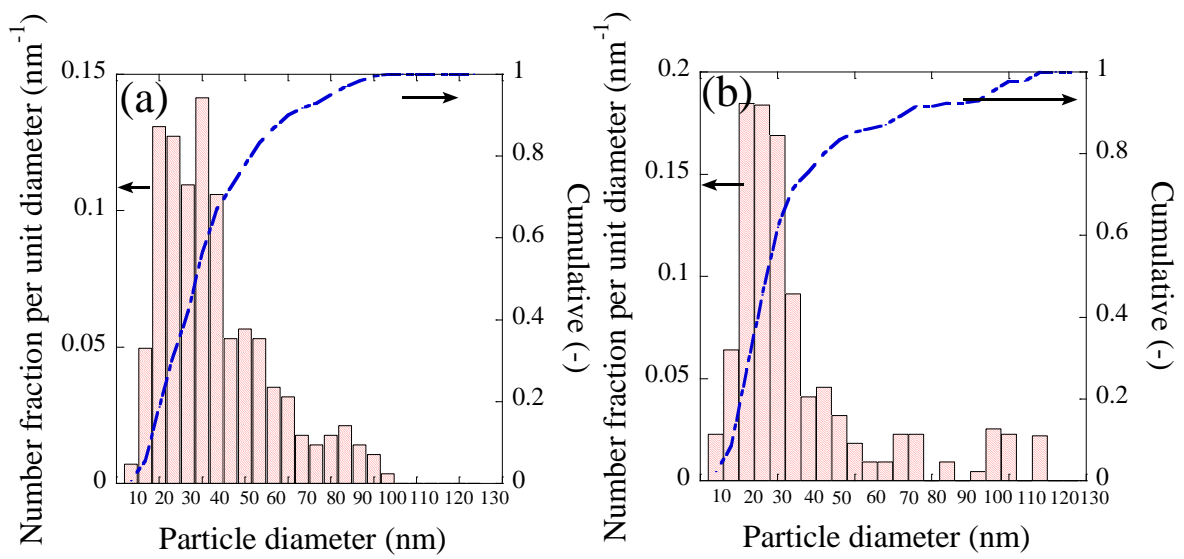 Number fraction per unit diameter (nm⁻¹)
(a)
0.15
0.1
0.05
0
1
0.8
0.6
0.4
0.2
0
Cumulative (-)
10 20 30 40 50 60 70 80 90 100 110 120 130
Particle diameter (nm)
Number fraction per unit diameter (nm⁻¹)
(b)
0.2
0.15
0.1
0.05
0
1
0.8
0.6
0.4
0.2
0
Cumulative (-)
10 20 30 40 50 60 70 80 90 100 110 120 130
Particle diameter (nm)